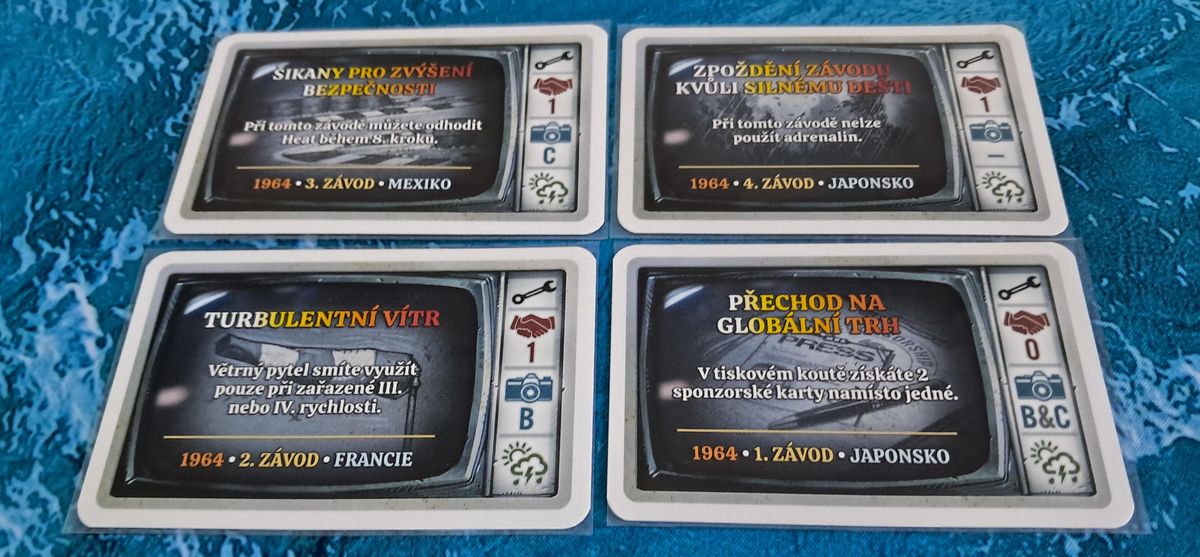 ŠIKANY PRO ZVÝŠENÍ
BEZPEČNOSTI
Při tomto závodě můžete odhodit
Heat během 8. kroku.
1964 • 3. ZÁVOD • MEXIKO
1
C
ZPOŽDĚNÍ ZÁVODU
KVŮLI SILNÉMU DEŠTI
Při tomto závodě nelze
použít adrenalin.
1964 • 4. ZÁVOD • JAPONSKO
1
–
TURBULENTNÍ VÍTR
Větrný pytel smíte využít
pouze při zařazené III.
nebo IV. rychlosti.
1964 • 2. ZÁVOD • FRANCIE
1
B
PŘECHOD NA
GLOBÁLNÍ TRH
PRESS
V tiskovém koutě získáte 2
sponzorské karty namísto jedné.
1964 • 1. ZÁVOD • JAPONSKO
0
B&C